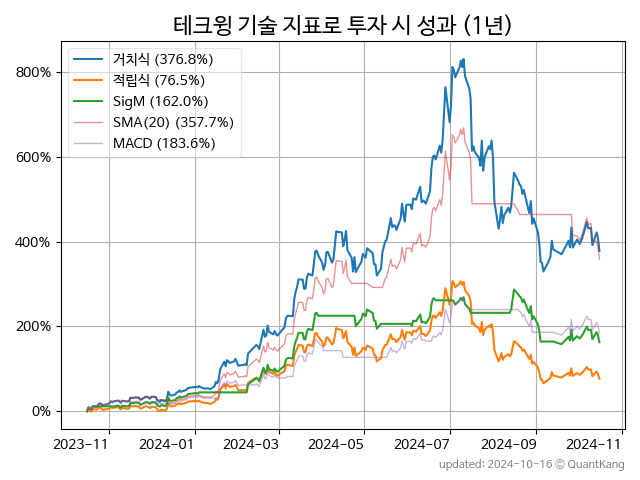 테크윙 기술 지표로 투자 시 성과 (1년)
거치식 (376.8%)
적립식 (76.5%)
SigM (162.0%)
SMA(20) (357.7%)
MACD (183.6%)
800%
600%
400%
200%
0%
2023-11 2024-01 2024-03 2024-05 2024-07 2024-09 2024-11
updated: 2024-10-16 © QuantKang